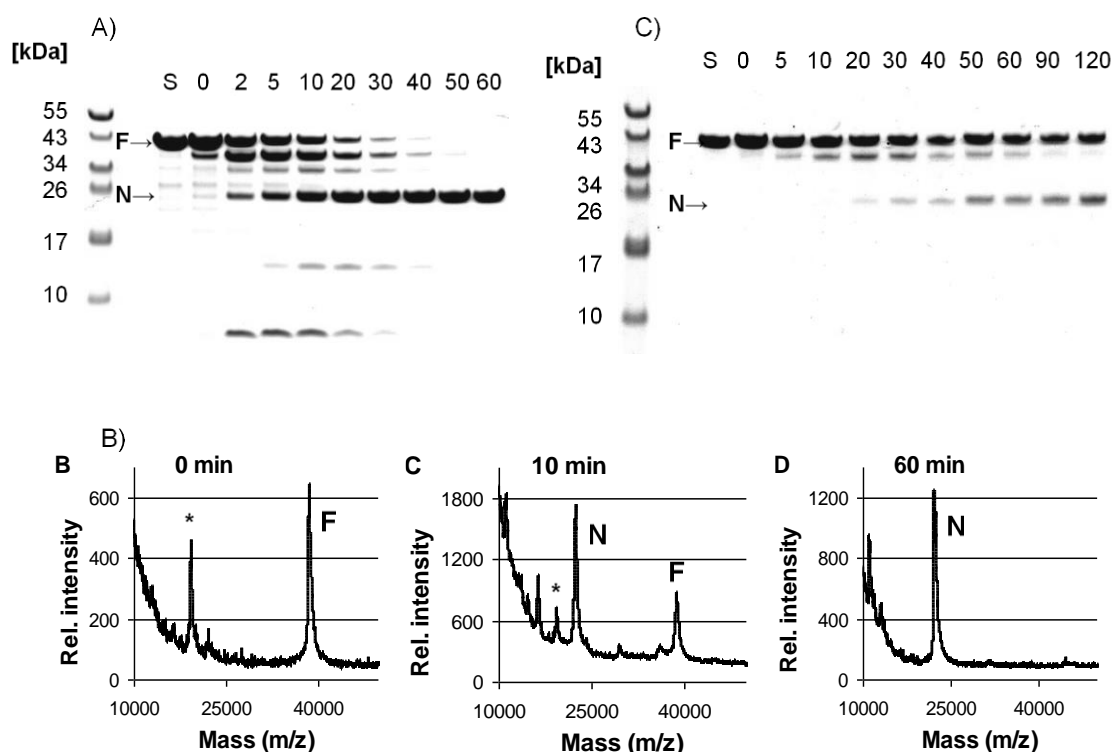 A)
[kDa]
S 0 2 5 10 20 30 40 50 60
55
43
34
26
17
10
F→
N→
C)
[kDa]
S 0 5 10 20 30 40 50 60 90 120
55
43
34
26
17
10
F→
N→
B)
B 0 min
Rel. intensity
600
400
200
0
* F
10000 25000 40000
Mass (m/z)
C 10 min
Rel. intensity
1800
1200
600
0
* N F
10000 25000 40000
Mass (m/z)
D 60 min
Rel. intensity
1200
800
400
0
N
10000 25000 40000
Mass (m/z)